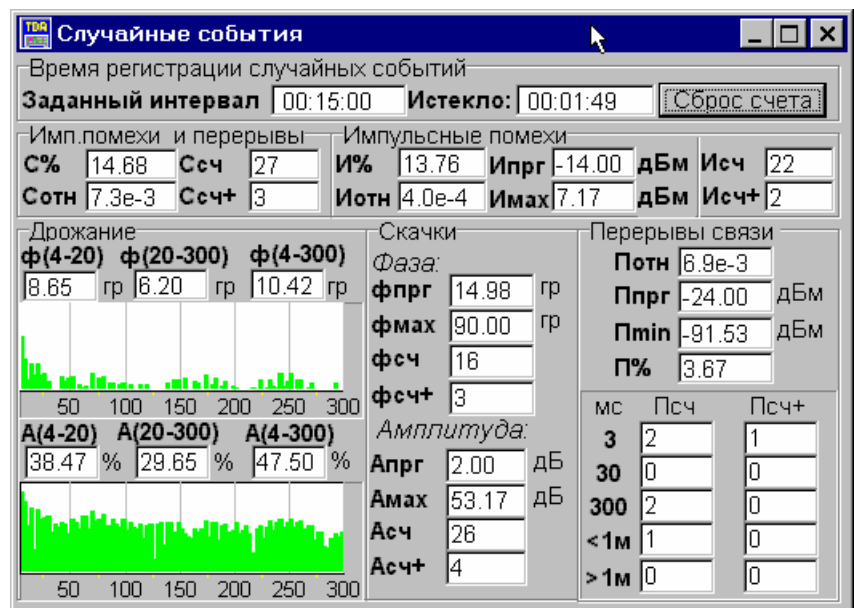 TDA Случайные события
Время регистрации случайных событий
Заданный интервал 00:15:00 Истекло: 00:01:49 Сброс счета
Имп.помехи и перерывы
С% 14.68 Ссч 27
Сотн 7.3e-3 Ссч+ 3
Импульсные помехи
И% 13.76 Ипрг -14.00 дБм Исч 22
Иотн 4.0e-4 Имах 7.17 дБм Исч+ 2
Дрожание
ф(4-20) ф(20-300) ф(4-300)
8.65 гр 6.20 гр 10.42 гр
50 100 150 200 250 300
А(4-20) А(20-300) А(4-300)
38.47 % 29.65 % 47.50 %
50 100 150 200 250 300
Скачки
Фаза:
фпрг 14.98 гр
фмах 90.00 гр
фсч 16
фсч+ 3
Амплитуда:
Апрг 2.00 дБ
Амах 53.17 дБ
Асч 26
Асч+ 4
Перерывы связи
Потн 6.9e-3
Ппрг -24.00 дБм
Пmin -91.53 дБм
П% 3.67
мс Псч Псч+
3 2 1
30 0 0
300 2 0
<1м 1 0
>1м 0 0